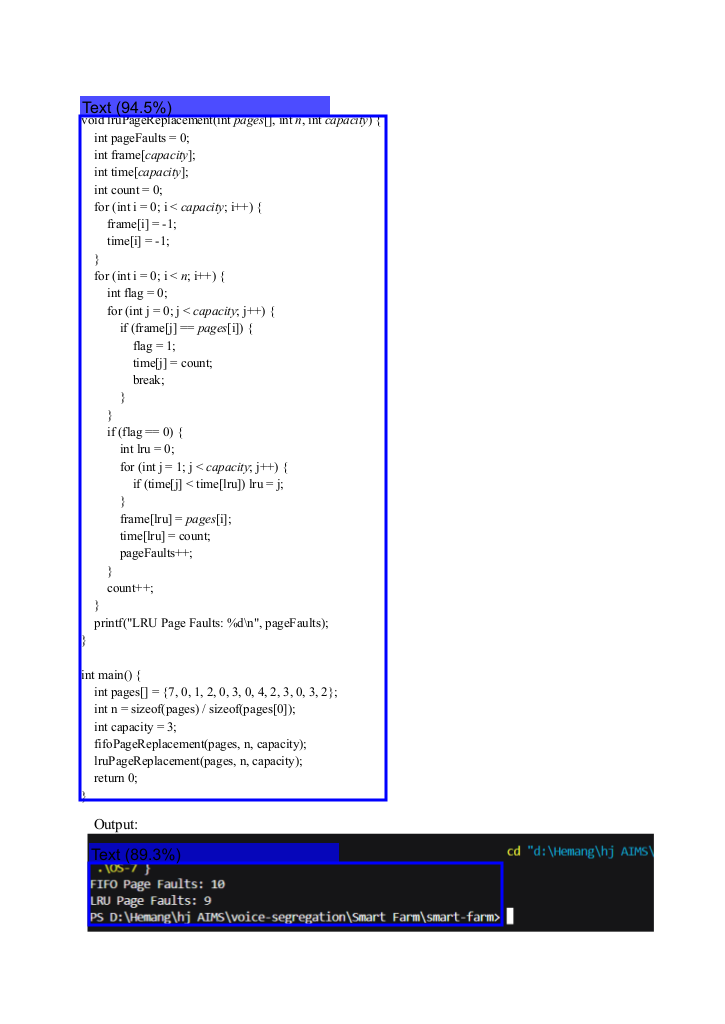 Text (94.5%)
void lruPageReplacement(int pages[], int n, int capacity) {
int pageFaults = 0;
int frame[capacity];
int time[capacity];
int count = 0;
for (int i = 0; i < capacity; i++) {
frame[i] = -1;
time[i] = -1;
}
for (int i = 0; i < n; i++) {
int flag = 0;
for (int j = 0; j < capacity; j++) {
if (frame[j] == pages[i]) {
flag = 1;
time[j] = count;
break;
}
}
if (flag == 0) {
int lru = 0;
for (int j = 1; j < capacity; j++) {
if (time[j] < time[lru]) lru = j;
}
frame[lru] = pages[i];
time[lru] = count;
pageFaults++;
}
count++;
}
printf("LRU Page Faults: %d\n", pageFaults);
}
int main() {
int pages[] = {7, 0, 1, 2, 0, 3, 0, 4, 2, 3, 0, 3, 2};
int n = sizeof(pages) / sizeof(pages[0]);
int capacity = 3;
fifoPageReplacement(pages, n, capacity);
lruPageReplacement(pages, n, capacity);
return 0;
}
Output:
cd "d:\Hemang\hj AIMS\
Text (89.3%)
".\OS-7 }
FIFO Page Faults: 10
LRU Page Faults: 9
PS D:\Hemang\hj AIMS\voice-segregation\Smart Farm\smart-farm>